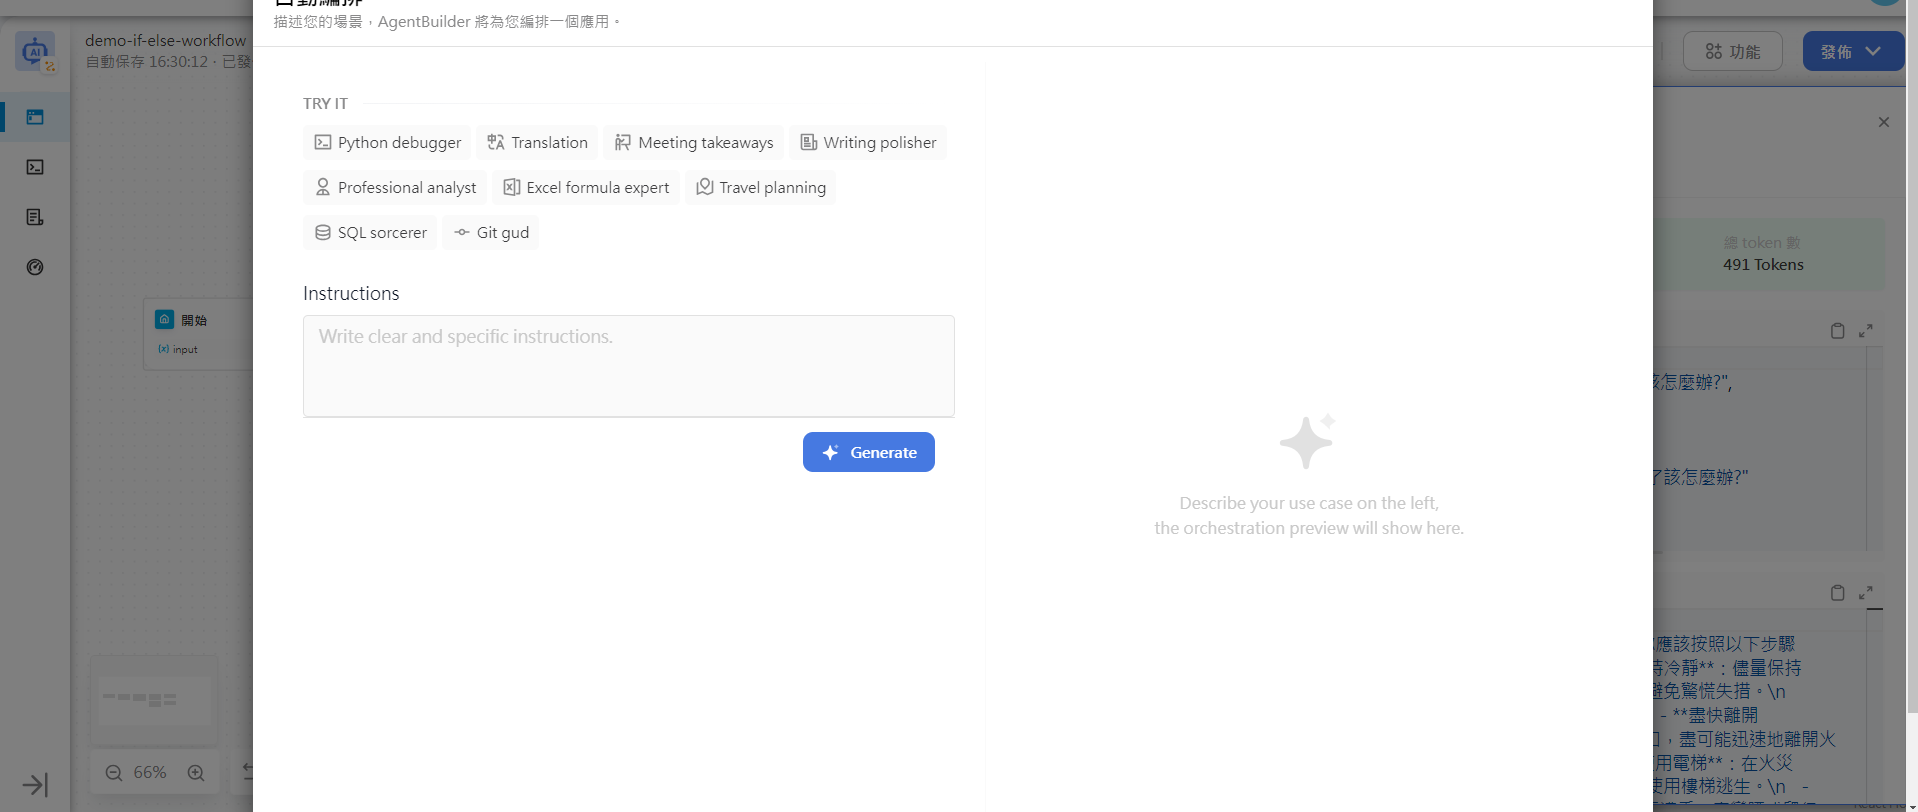 自動編排
描述您的場景，AgentBuilder 將為您編排一個應用。
demo-if-else-workflow
自動保存 16:30:12 · 已發
功能
發佈
TRY IT
Python debugger
Translation
Meeting takeaways
Writing polisher
Professional analyst
Excel formula expert
Travel planning
SQL sorcerer
Git gud
Instructions
Write clear and specific instructions.
Generate
Describe your use case on the left,
the orchestration preview will show here.
開始
{x} input
66%
總 token 數
491 Tokens
該怎麼辦?",
了該怎麼辦?"
應該按照以下步驟
持冷靜**：儘量保持
避免驚慌失措。\n
- **盡快離開
，盡可能迅速地離開火
用電梯**：在火災
使用樓梯逃生。\n -